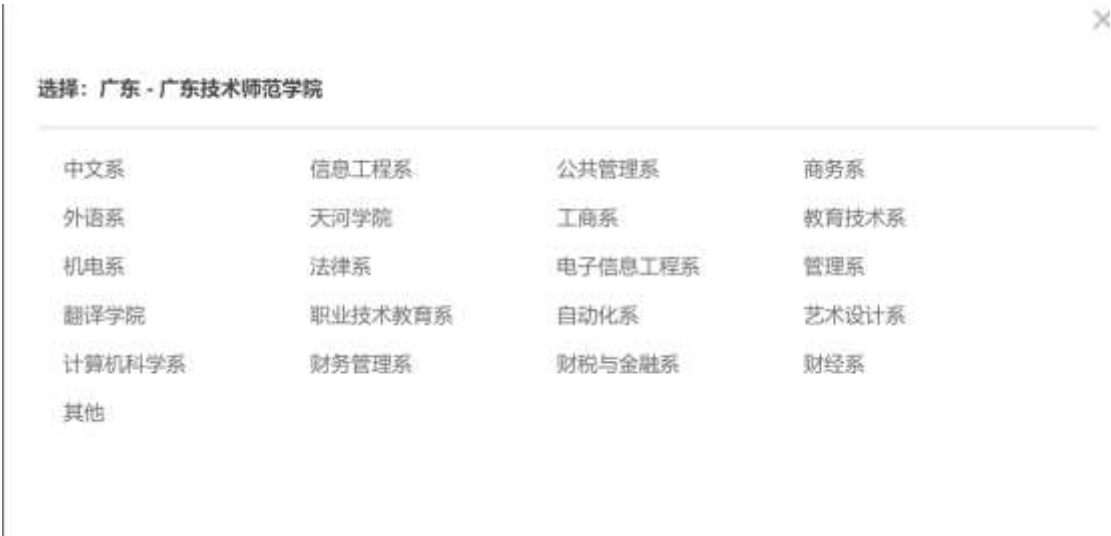 选择：广东 - 广东技术师范学院
中文系 信息工程系 公共管理系 商务系
外语系 天河学院 工商系 教育技术系
机电系 法律系 电子信息工程系 管理系
翻译学院 职业技术教育系 自动化系 艺术设计系
计算机科学系 财务管理系 财税与金融系 财经系
其他